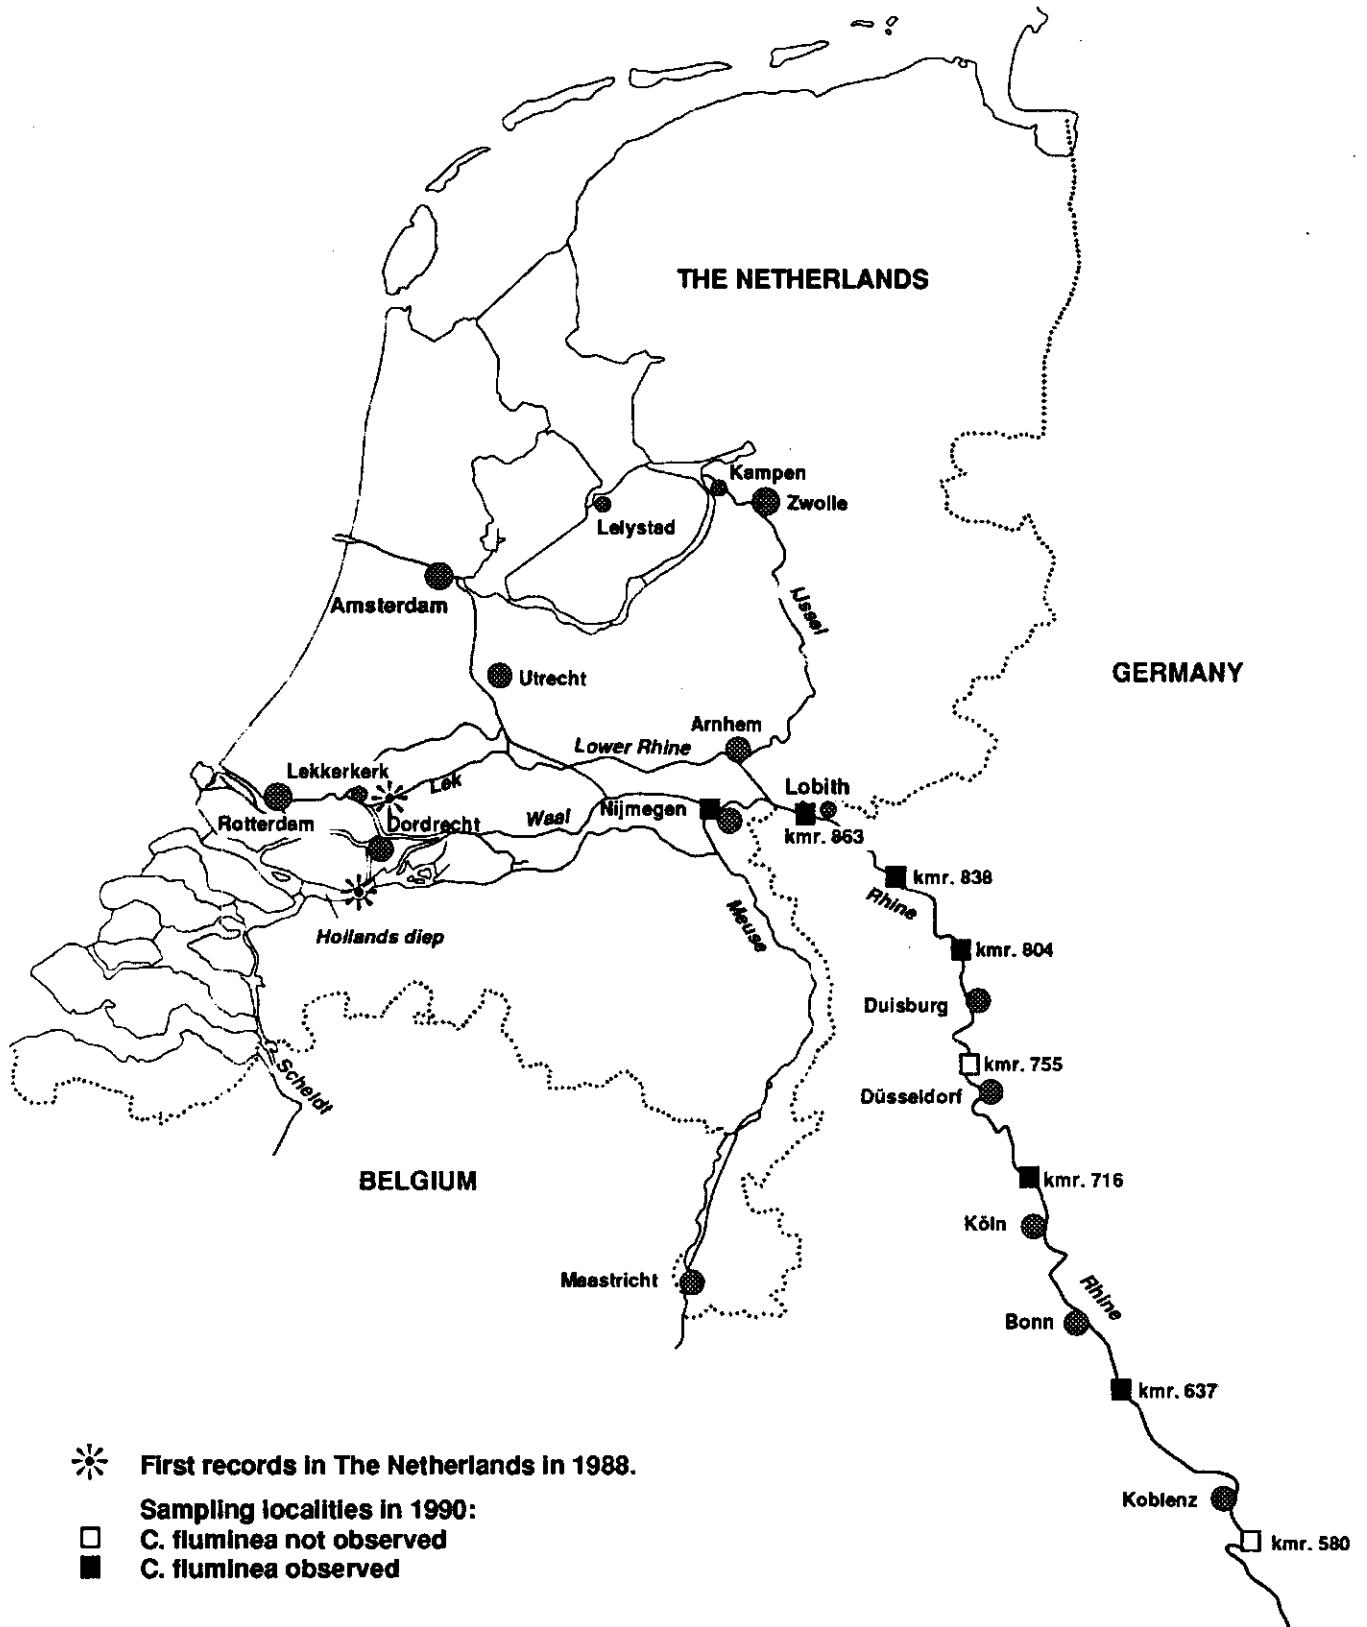 THE NETHERLANDS
Kampen
Zwolle
Lelystad
Amsterdam
IJssel
Utrecht
GERMANY
Arnhem
Lower Rhine
Lekkerkerk
Lek
Lobith
Rotterdam
Dordrecht
Waal
Nijmegen
kmr. 863
kmr. 838
Rhine
Meuse
Hollands diep
kmr. 804
Duisburg
kmr. 755
Scheldt
Düsseldorf
BELGIUM
kmr. 716
Köln
Maastricht
Rhine
Bonn
kmr. 637
First records in The Netherlands in 1988.
Koblenz
Sampling localities in 1990:
C. fluminea not observed
kmr. 580
C. fluminea observed